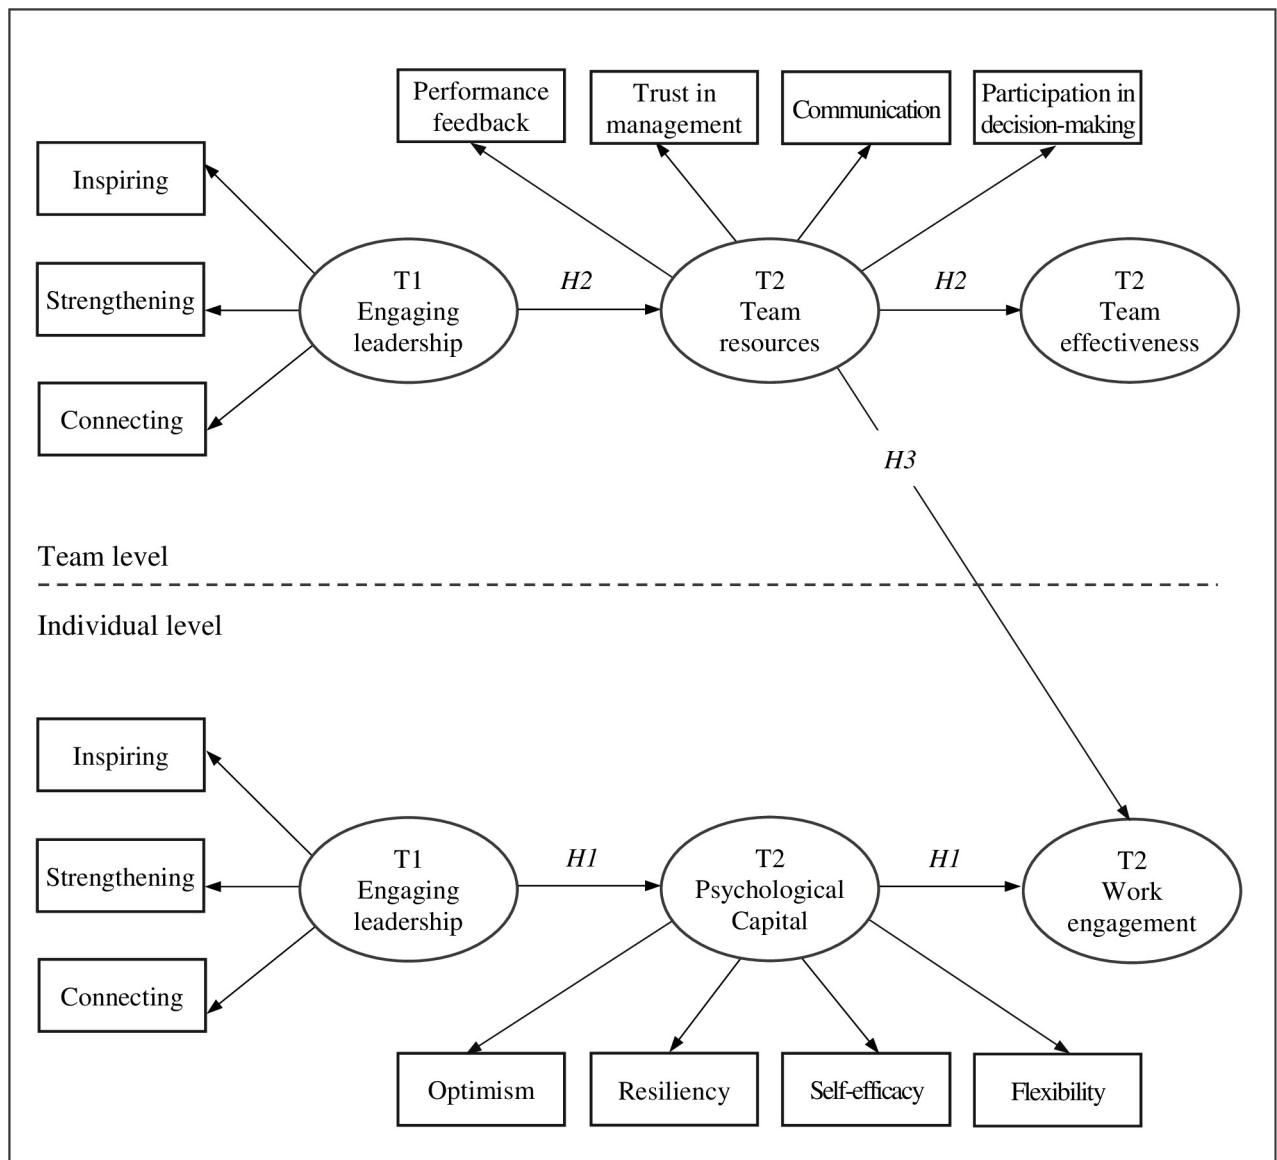 Performance
feedback
Trust in
management
Communication
Participation in
decision-making
Inspiring
Strengthening
Connecting
T1
Engaging
leadership
H2
T2
Team
resources
H2
T2
Team
effectiveness
H3
Team level
Individual level
Inspiring
Strengthening
Connecting
T1
Engaging
leadership
H1
T2
Psychological
Capital
H1
T2
Work
engagement
Optimism
Resiliency
Self-efficacy
Flexibility